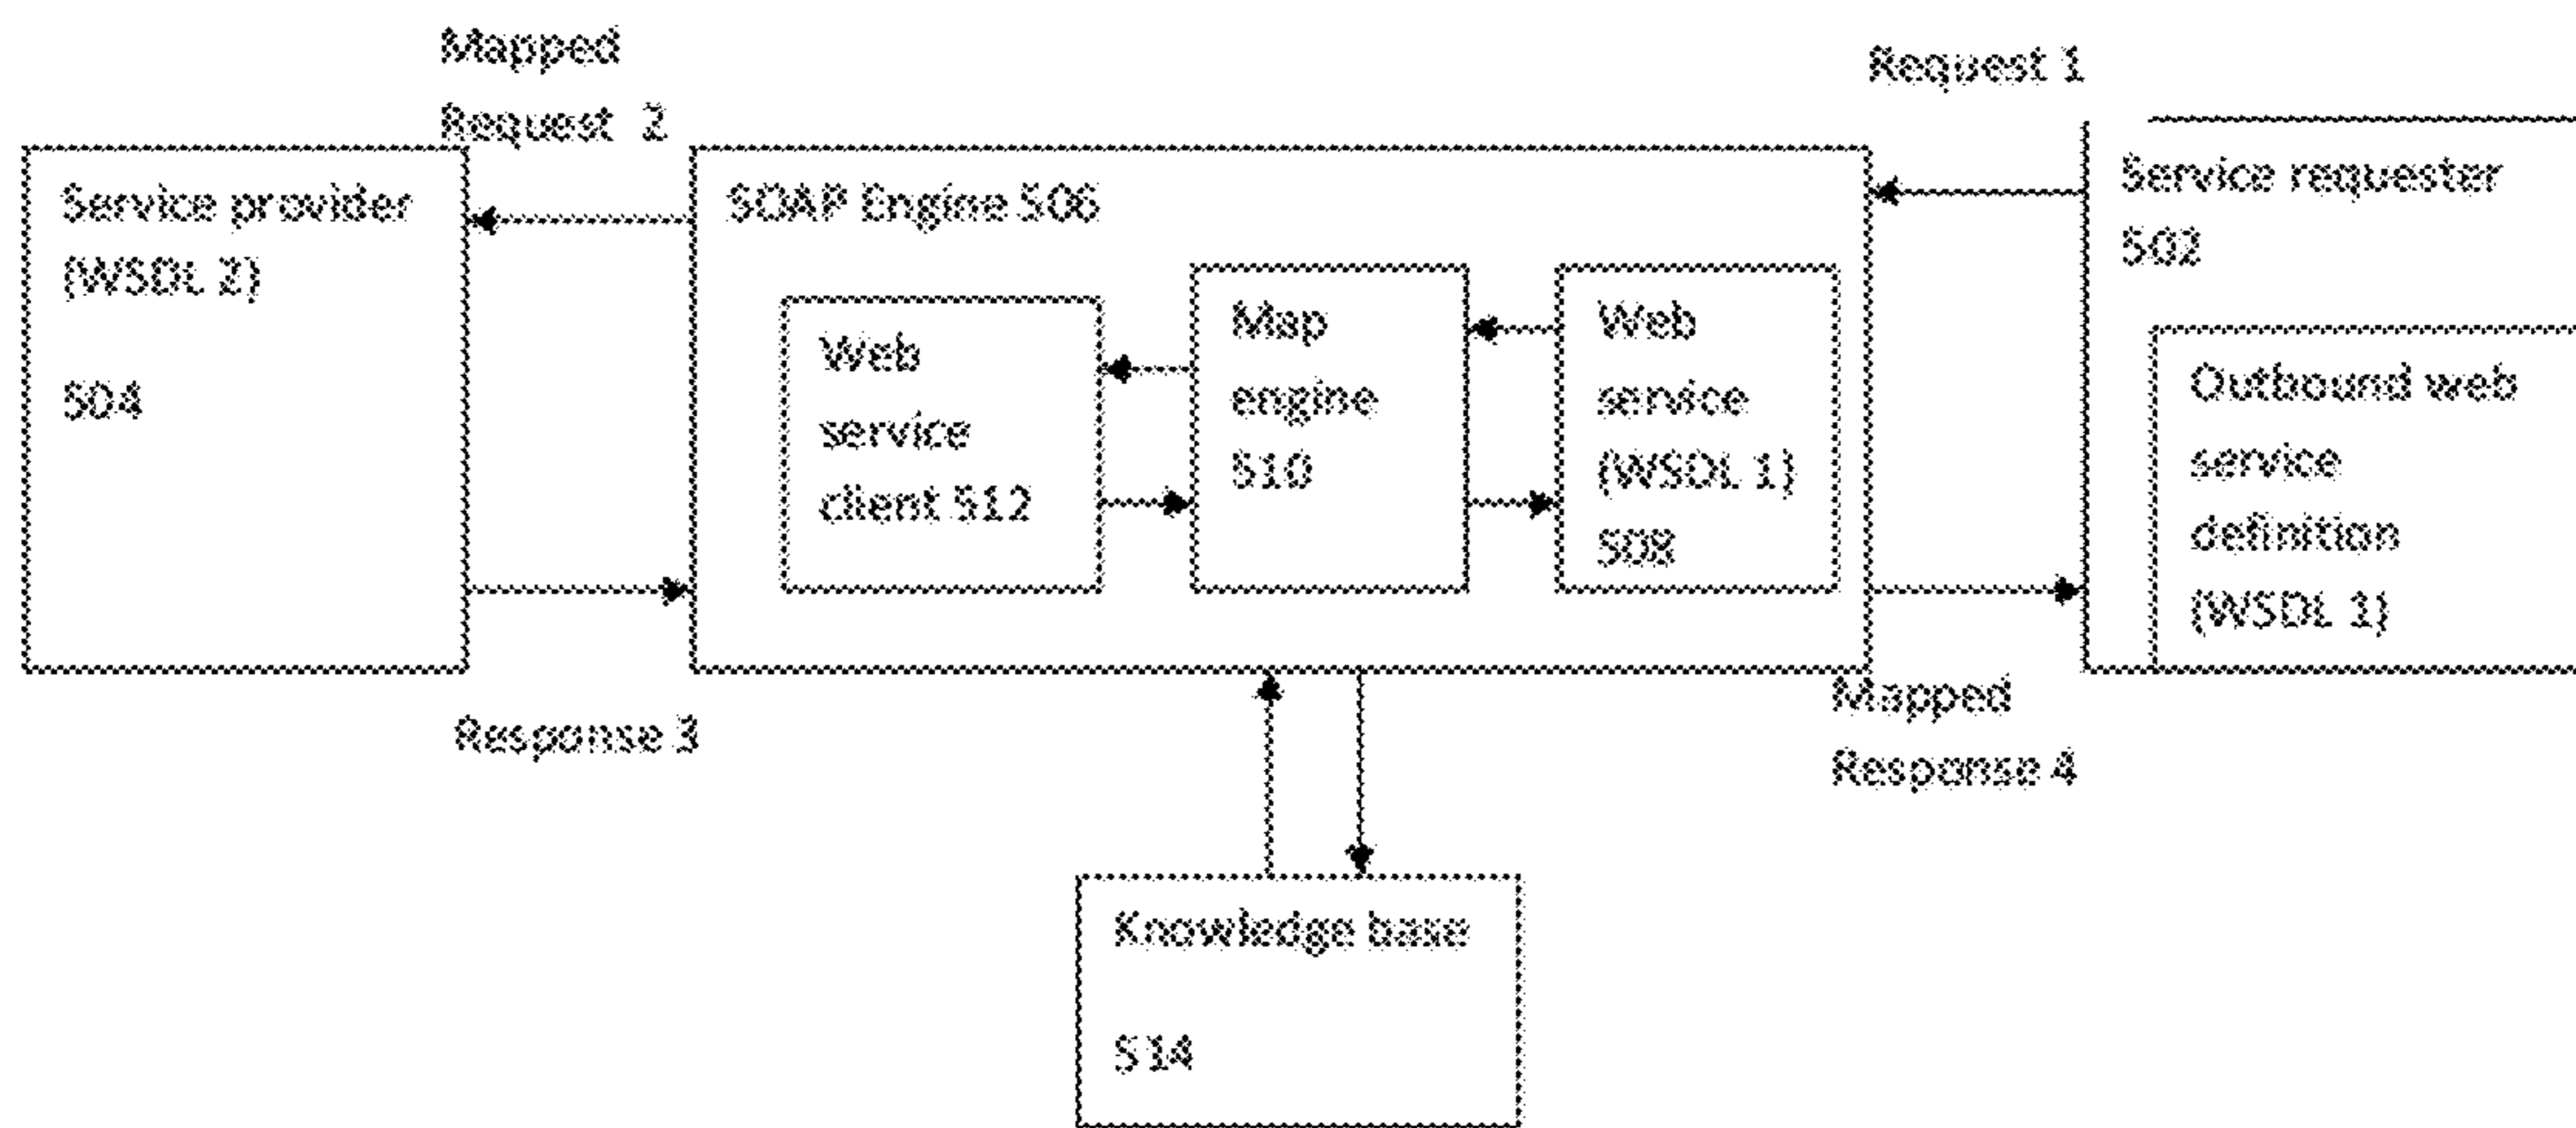 Mapped
Request 2
Request 1
Service provider
(WSDL 2)
504
SOAP Engine 506
Web
service
client 512
Map
engine
510
Web
service
(WSDL 1)
508
Service requester
502
Outbound web
service
definition
(WSDL 1)
Response 3
Mapped
Response 4
Knowledge base
514